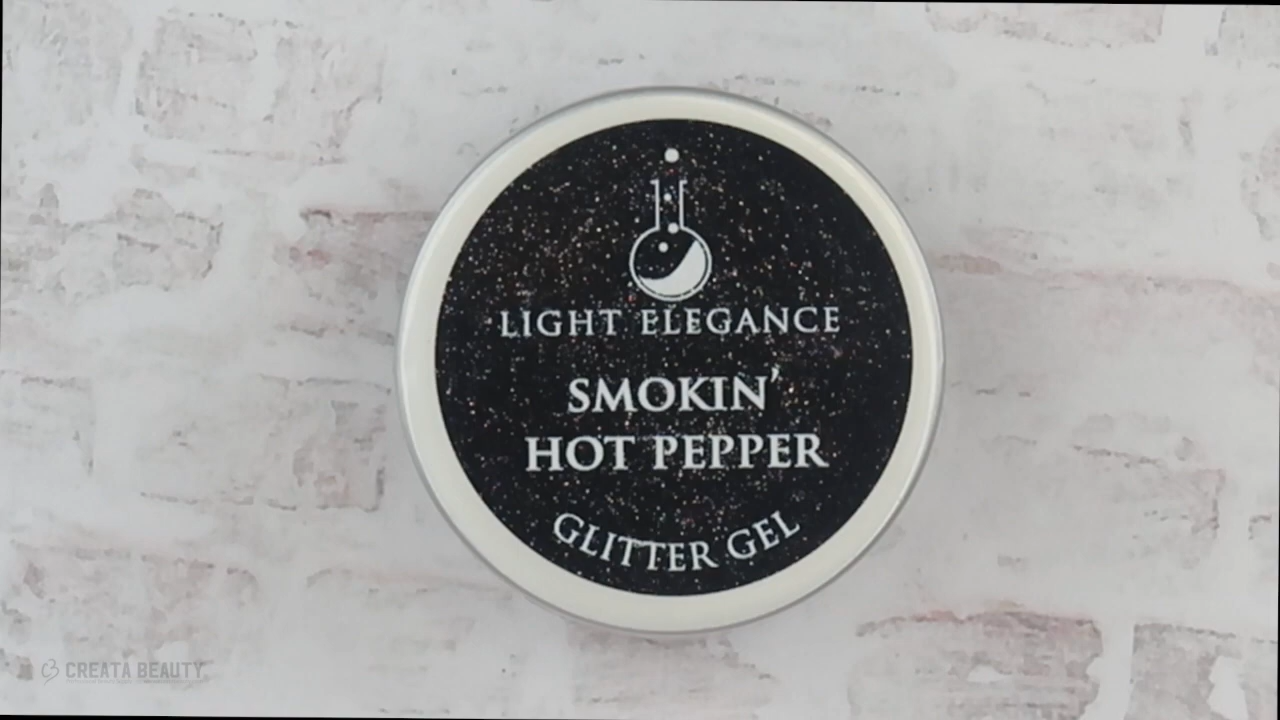 LIGHT ELEGANCE
SMOKIN'
HOT PEPPER
GLITTER GEL
CREATA BEAUTY